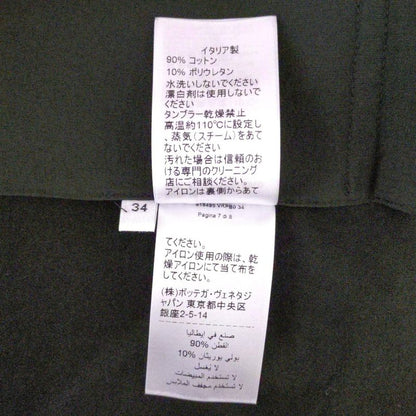 イタリア製
90% コットン
10% ポリウレタン
水洗いしないでください
漂白剤は使用しないで
ください
タンブラー乾燥禁止
高温約110℃に設定し
、蒸気（スチーム）をあて
ないでください
汚れた場合は信頼のお
ける専門のクリーニング
店にご相談ください
アイロンは裏側からあて
34
Pagina 7 di 8
てください。
アイロン使用の際は、乾
燥アイロンにて当て布を
してください。
(株)ボッテガ・ヴェネタジ
ャパン 東京都中央区
銀座2-5-14
صنع في إيطاليا
القطن %90
بولي يوريثان %10
لا يُغسل
لا تستخدم المبيضات
لا تستخدم مجفف الملابس